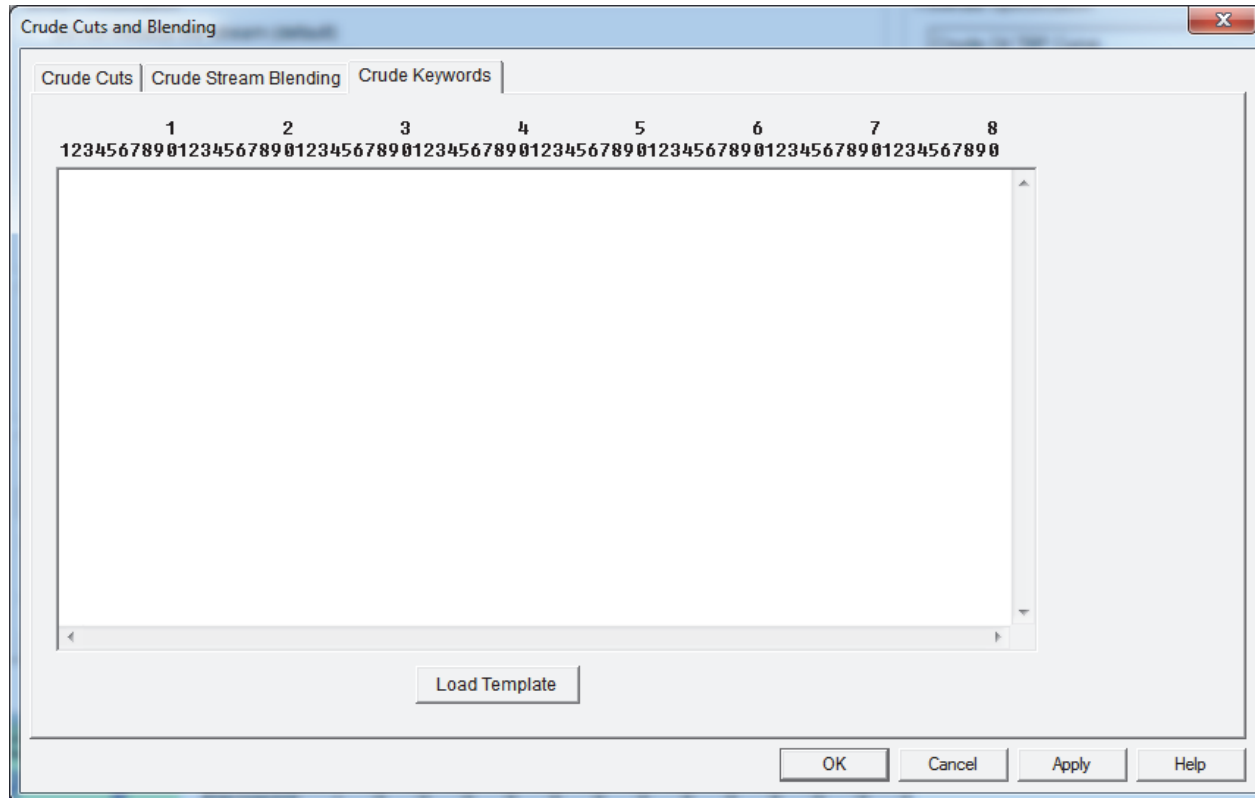 Crude Cuts and Blending
Crude Cuts Crude Stream Blending Crude Keywords
1 2 3 4 5 6 7 8
12345678901234567890123456789012345678901234567890123456789012345678901234567890
Load Template
OK Cancel Apply Help